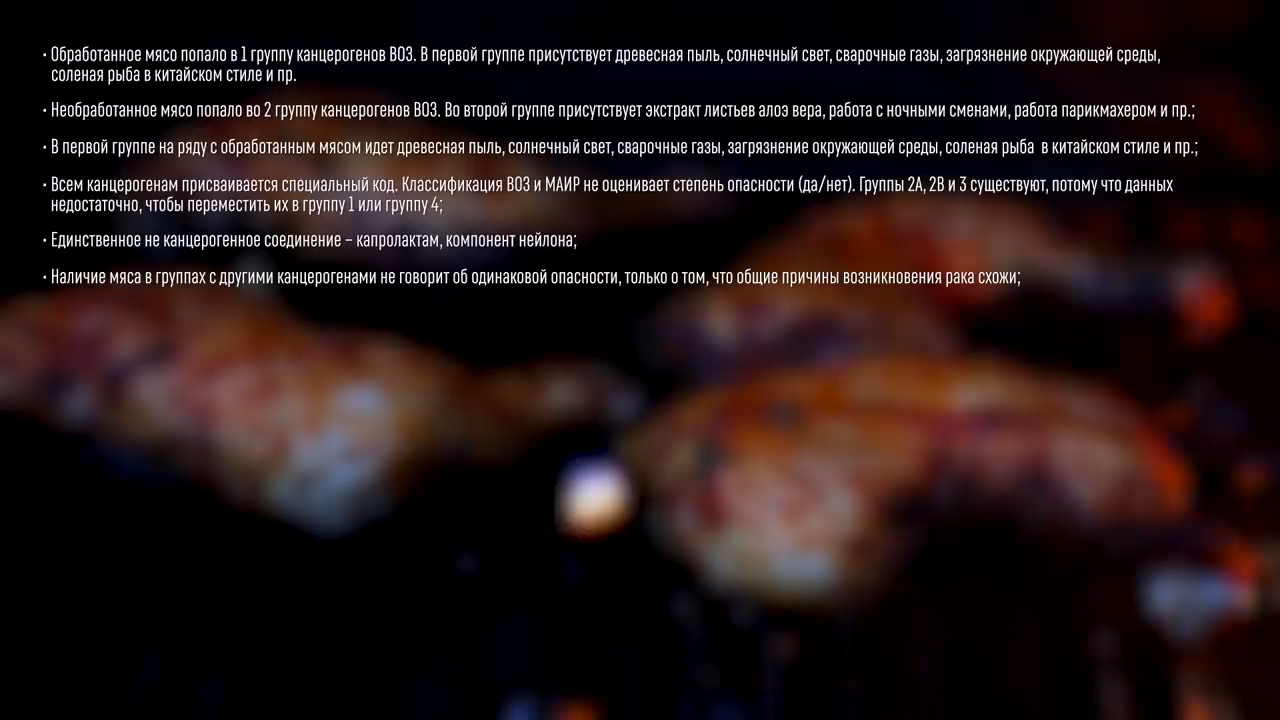 · Обработанное мясо попало в 1 группу канцерогенов ВОЗ. В первой группе присутствует древесная пыль, солнечный свет, сварочные газы, загрязнение окружающей среды,
соленая рыба в китайском стиле и пр.
· Необработанное мясо попало во 2 группу канцерогенов ВОЗ. Во второй группе присутствует экстракт листьев алоэ вера, работа с ночными сменами, работа парикмахером и пр.;
· В первой группе на ряду с обработанным мясом идет древесная пыль, солнечный свет, сварочные газы, загрязнение окружающей среды, соленая рыба в китайском стиле и пр.;
· Всем канцерогенам присваивается специальный код. Классификация ВОЗ и МАИР не оценивает степень опасности (да/нет). Группы 2А, 2В и 3 существуют, потому что данных
недостаточно, чтобы переместить их в группу 1 или группу 4;
· Единственное не канцерогенное соединение – капролактам, компонент нейлона;
· Наличие мяса в группах с другими канцерогенами не говорит об одинаковой опасности, только о том, что общие причины возникновения рака схожи;